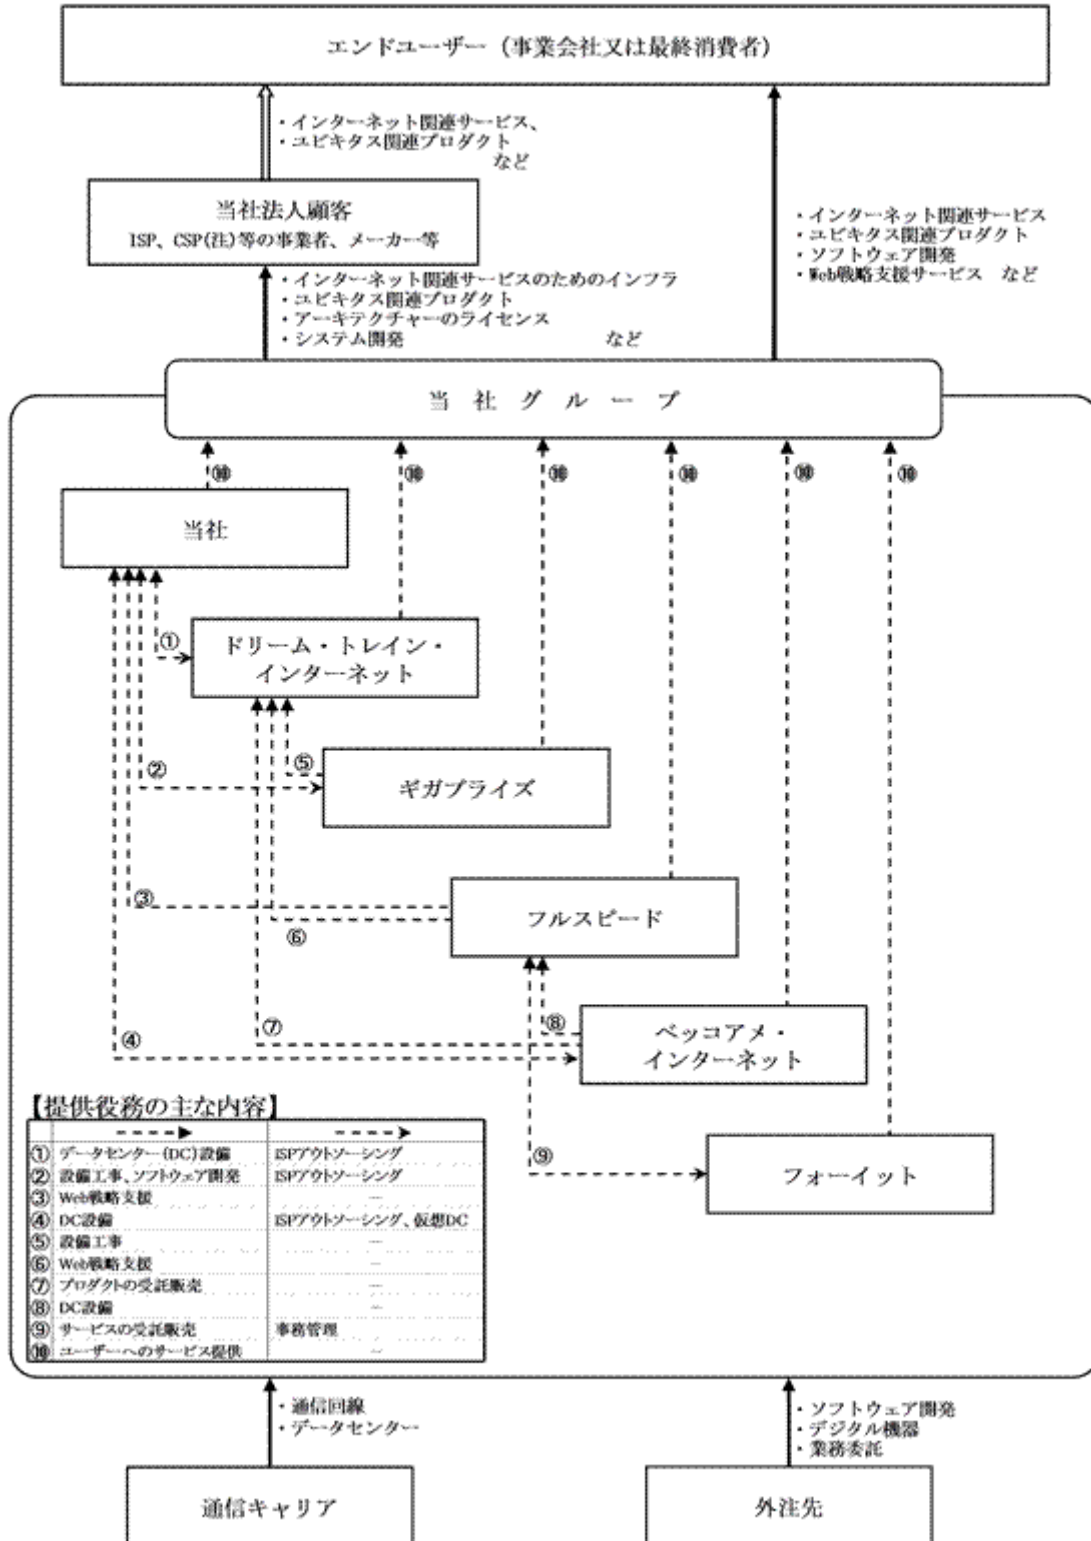 エンドユーザー（事業会社又は最終消費者）
・インターネット関連サービス、
・ユビキタス関連プロダクト
など
当社法人顧客
ISP、CSP(注)等の事業者、メーカー等
・インターネット関連サービス
・ユビキタス関連プロダクト
・ソフトウェア開発
・Web戦略支援サービス　など
・インターネット関連サービスのためのインフラ
・ユビキタス関連プロダクト
・アーキテクチャーのライセンス
・システム開発　など
当社グループ
⑩ ⑩ ⑩ ⑩ ⑩ ⑩
当社
①
ドリーム・トレイン・
インターネット
②
⑤
ギガプライズ
③
⑥
フルスピード
④
⑦
⑧
ベッコアメ・
インターネット
⑨
フォーイット
【提供役務の主な内容】
① データセンター(DC)設備 ISPアウトソーシング
② 設備工事、ソフトウェア開発 ISPアウトソーシング
③ Web戦略支援 －
④ DC設備 ISPアウトソーシング、仮想DC
⑤ 設備工事 －
⑥ Web戦略支援 －
⑦ プロダクトの受託販売 －
⑧ DC設備 －
⑨ サービスの受託販売 事務管理
⑩ ユーザーへのサービス提供 －
・通信回線
・データセンター
・ソフトウェア開発
・デジタル機器
・業務委託
通信キャリア
外注先